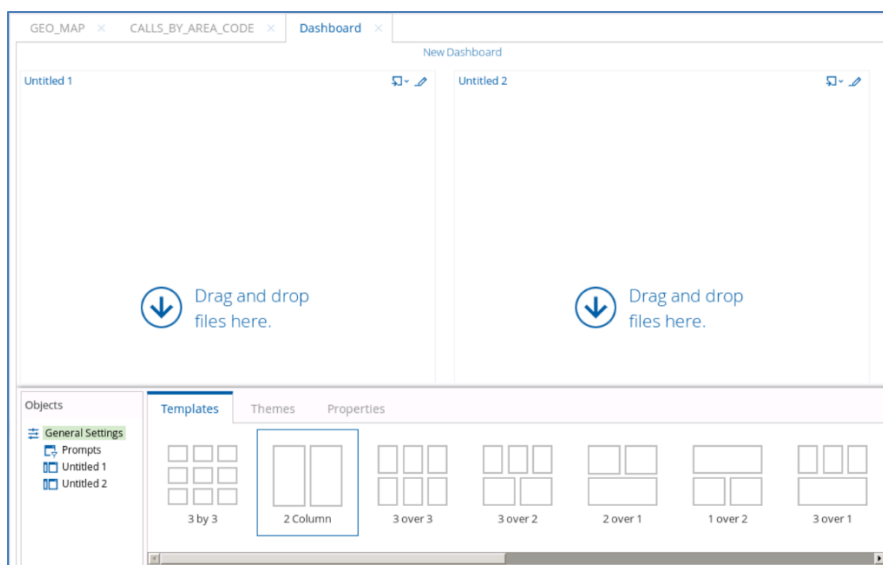 GEO_MAP × CALLS_BY_AREA_CODE × Dashboard ×
New Dashboard
Untitled 1
Untitled 2
Drag and drop
files here.
Drag and drop
files here.
Objects
General Settings
Prompts
Untitled 1
Untitled 2
Templates Themes Properties
3 by 3
2 Column
3 over 3
3 over 2
2 over 1
1 over 2
3 over 1